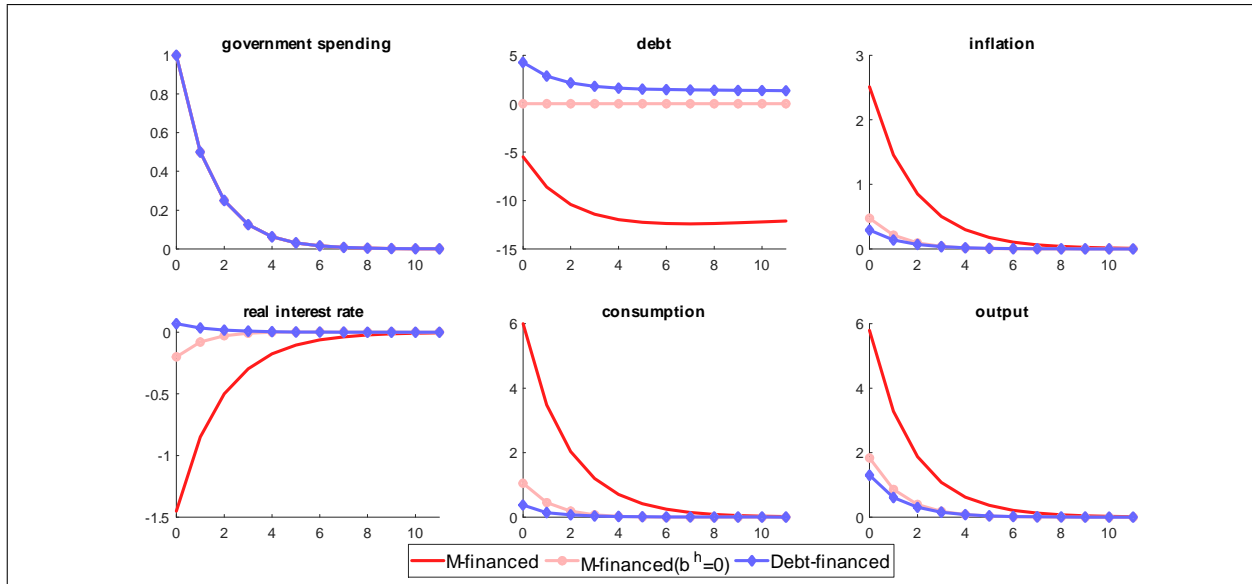 government spending
debt
inflation
1
0.8
0.6
0.4
0.2
0
0 2 4 6 8 10
5
0
-5
-10
-15
0 2 4 6 8 10
3
2
1
0
0 2 4 6 8 10
real interest rate
consumption
output
0
-0.5
-1
-1.5
0 2 4 6 8 10
6
4
2
0
0 2 4 6 8 10
6
4
2
0
0 2 4 6 8 10
M-financed M-financed(b^h=0) Debt-financed